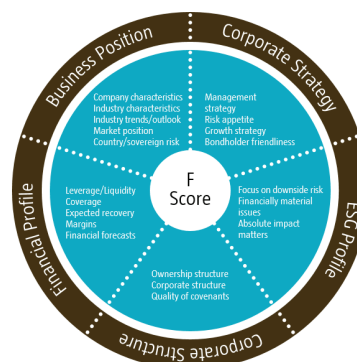 Business Position
Corporate Strategy
ESG Profile
Corporate Structure
Financial Profile
Company characteristics
Industry characteristics
Industry trends/outlook
Market position
Country/sovereign risk
Management
strategy
Risk appetite
Growth strategy
Bondholder friendliness
Leverage/Liquidity
Coverage
Expected recovery
Margins
Financial forecasts
F
Score
Focus on downside risk
Financially material
issues
Absolute impact
matters
Ownership structure
Corporate structure
Quality of covenants